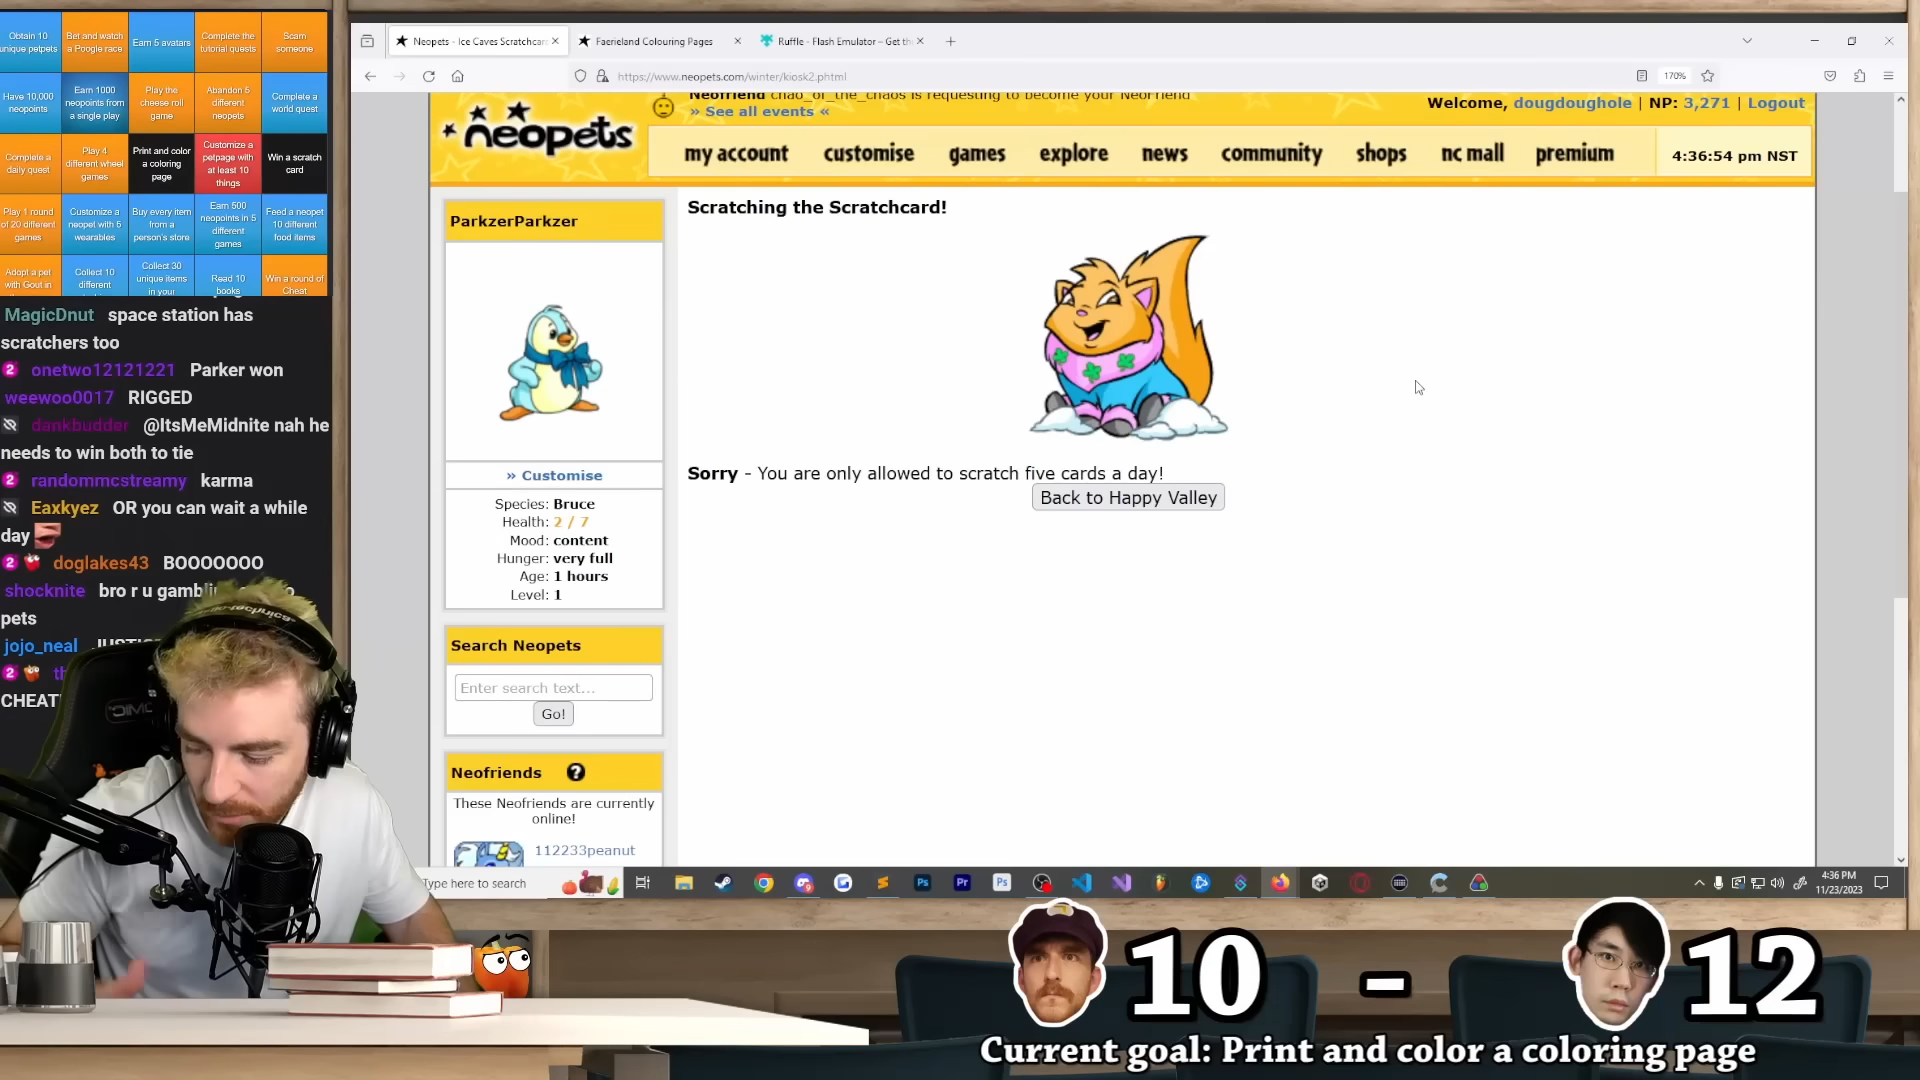 Obtain 10
unique petpets
Bet and watch
a Poogle race
Earn 5 avatars
Complete the
tutorial quests
Scam
someone
Have 10,000
neopoints
Earn 1000
neopoints from
a single play
Play the
cheese roll
game
Abandon 5
different
neopets
Complete a
world quest
Complete a
daily quest
Play 4
different wheel
games
Print and color
a coloring
page
Customize a
petpage with
at least 10
things
Win a scratch
card
Play 1 round
of 20 different
games
Customize a
neopet with 5
wearables
Buy every item
from a
person's store
Earn 500
neopoints in 5
different
games
Feed a neopet
10 different
food items
Adopt a pet
with Gout in
Collect 10
different
Collect 30
unique items
in your
Read 10
books
Win a round of
Cheat
MagicDnut space station has
scratchers too
onetwo12121221 Parker won
weewoo0017 RIGGED
dankbudder @ItsMeMidnite nah he
needs to win both to tie
randommcstreamy karma
Eaxkyez OR you can wait a while
day
doglakes43 BOOOOOOO
shocknite bro r u gambli
pets
jojo_neal
th
CHEAT
Neopets - Ice Caves Scratchcar
Faerieland Colouring Pages
Ruffle - Flash Emulator – Get th
https://www.neopets.com/winter/kiosk2.phtml
170%
Neofriend chao_of_the_chaos is requesting to become your NeoFriend
» See all events «
Welcome, dougdoughole | NP: 3,271 | Logout
neopets
my account
customise
games
explore
news
community
shops
nc mall
premium
4:36:54 pm NST
ParkzerParkzer
» Customise
Species: Bruce
Health: 2 / 7
Mood: content
Hunger: very full
Age: 1 hours
Level: 1
Search Neopets
Enter search text...
Go!
Neofriends ?
These Neofriends are currently
online!
112233peanut
Scratching the Scratchcard!
Sorry - You are only allowed to scratch five cards a day!
Back to Happy Valley
Type here to search
4:36 PM
11/23/2023
10 - 12
Current goal: Print and color a coloring page